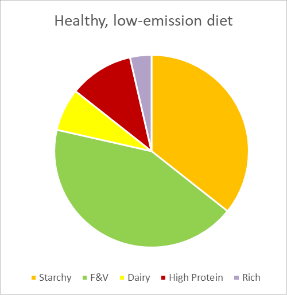 Healthy, low-emission diet
Starchy F&V Dairy High Protein Rich